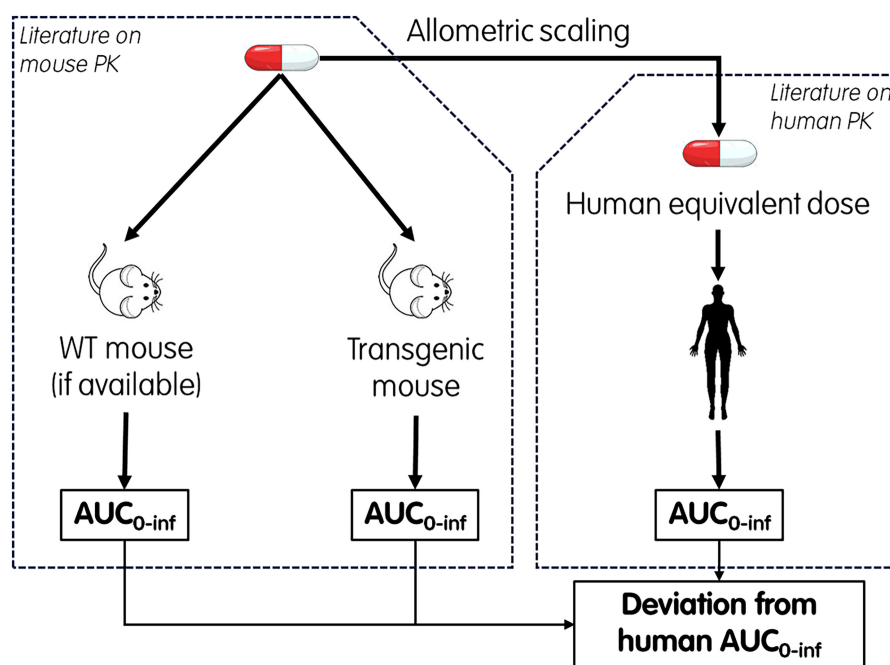 Literature on
mouse PK
Allometric scaling
Literature on
human PK
Human equivalent dose
WT mouse
(if available)
Transgenic
mouse
AUC0-inf
AUC0-inf
AUC0-inf
Deviation from
human AUC0-inf